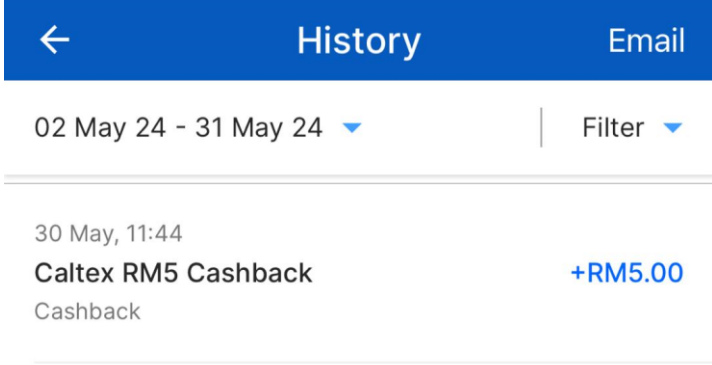 History Email
02 May 24 - 31 May 24 Filter
30 May, 11:44
Caltex RM5 Cashback +RM5.00
Cashback